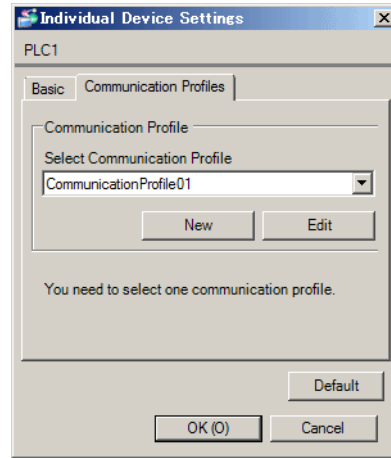 Individual Device Settings
PLC1
Basic Communication Profiles
Communication Profile
Select Communication Profile
CommunicationProfile01
New Edit
You need to select one communication profile.
Default
OK (O) Cancel